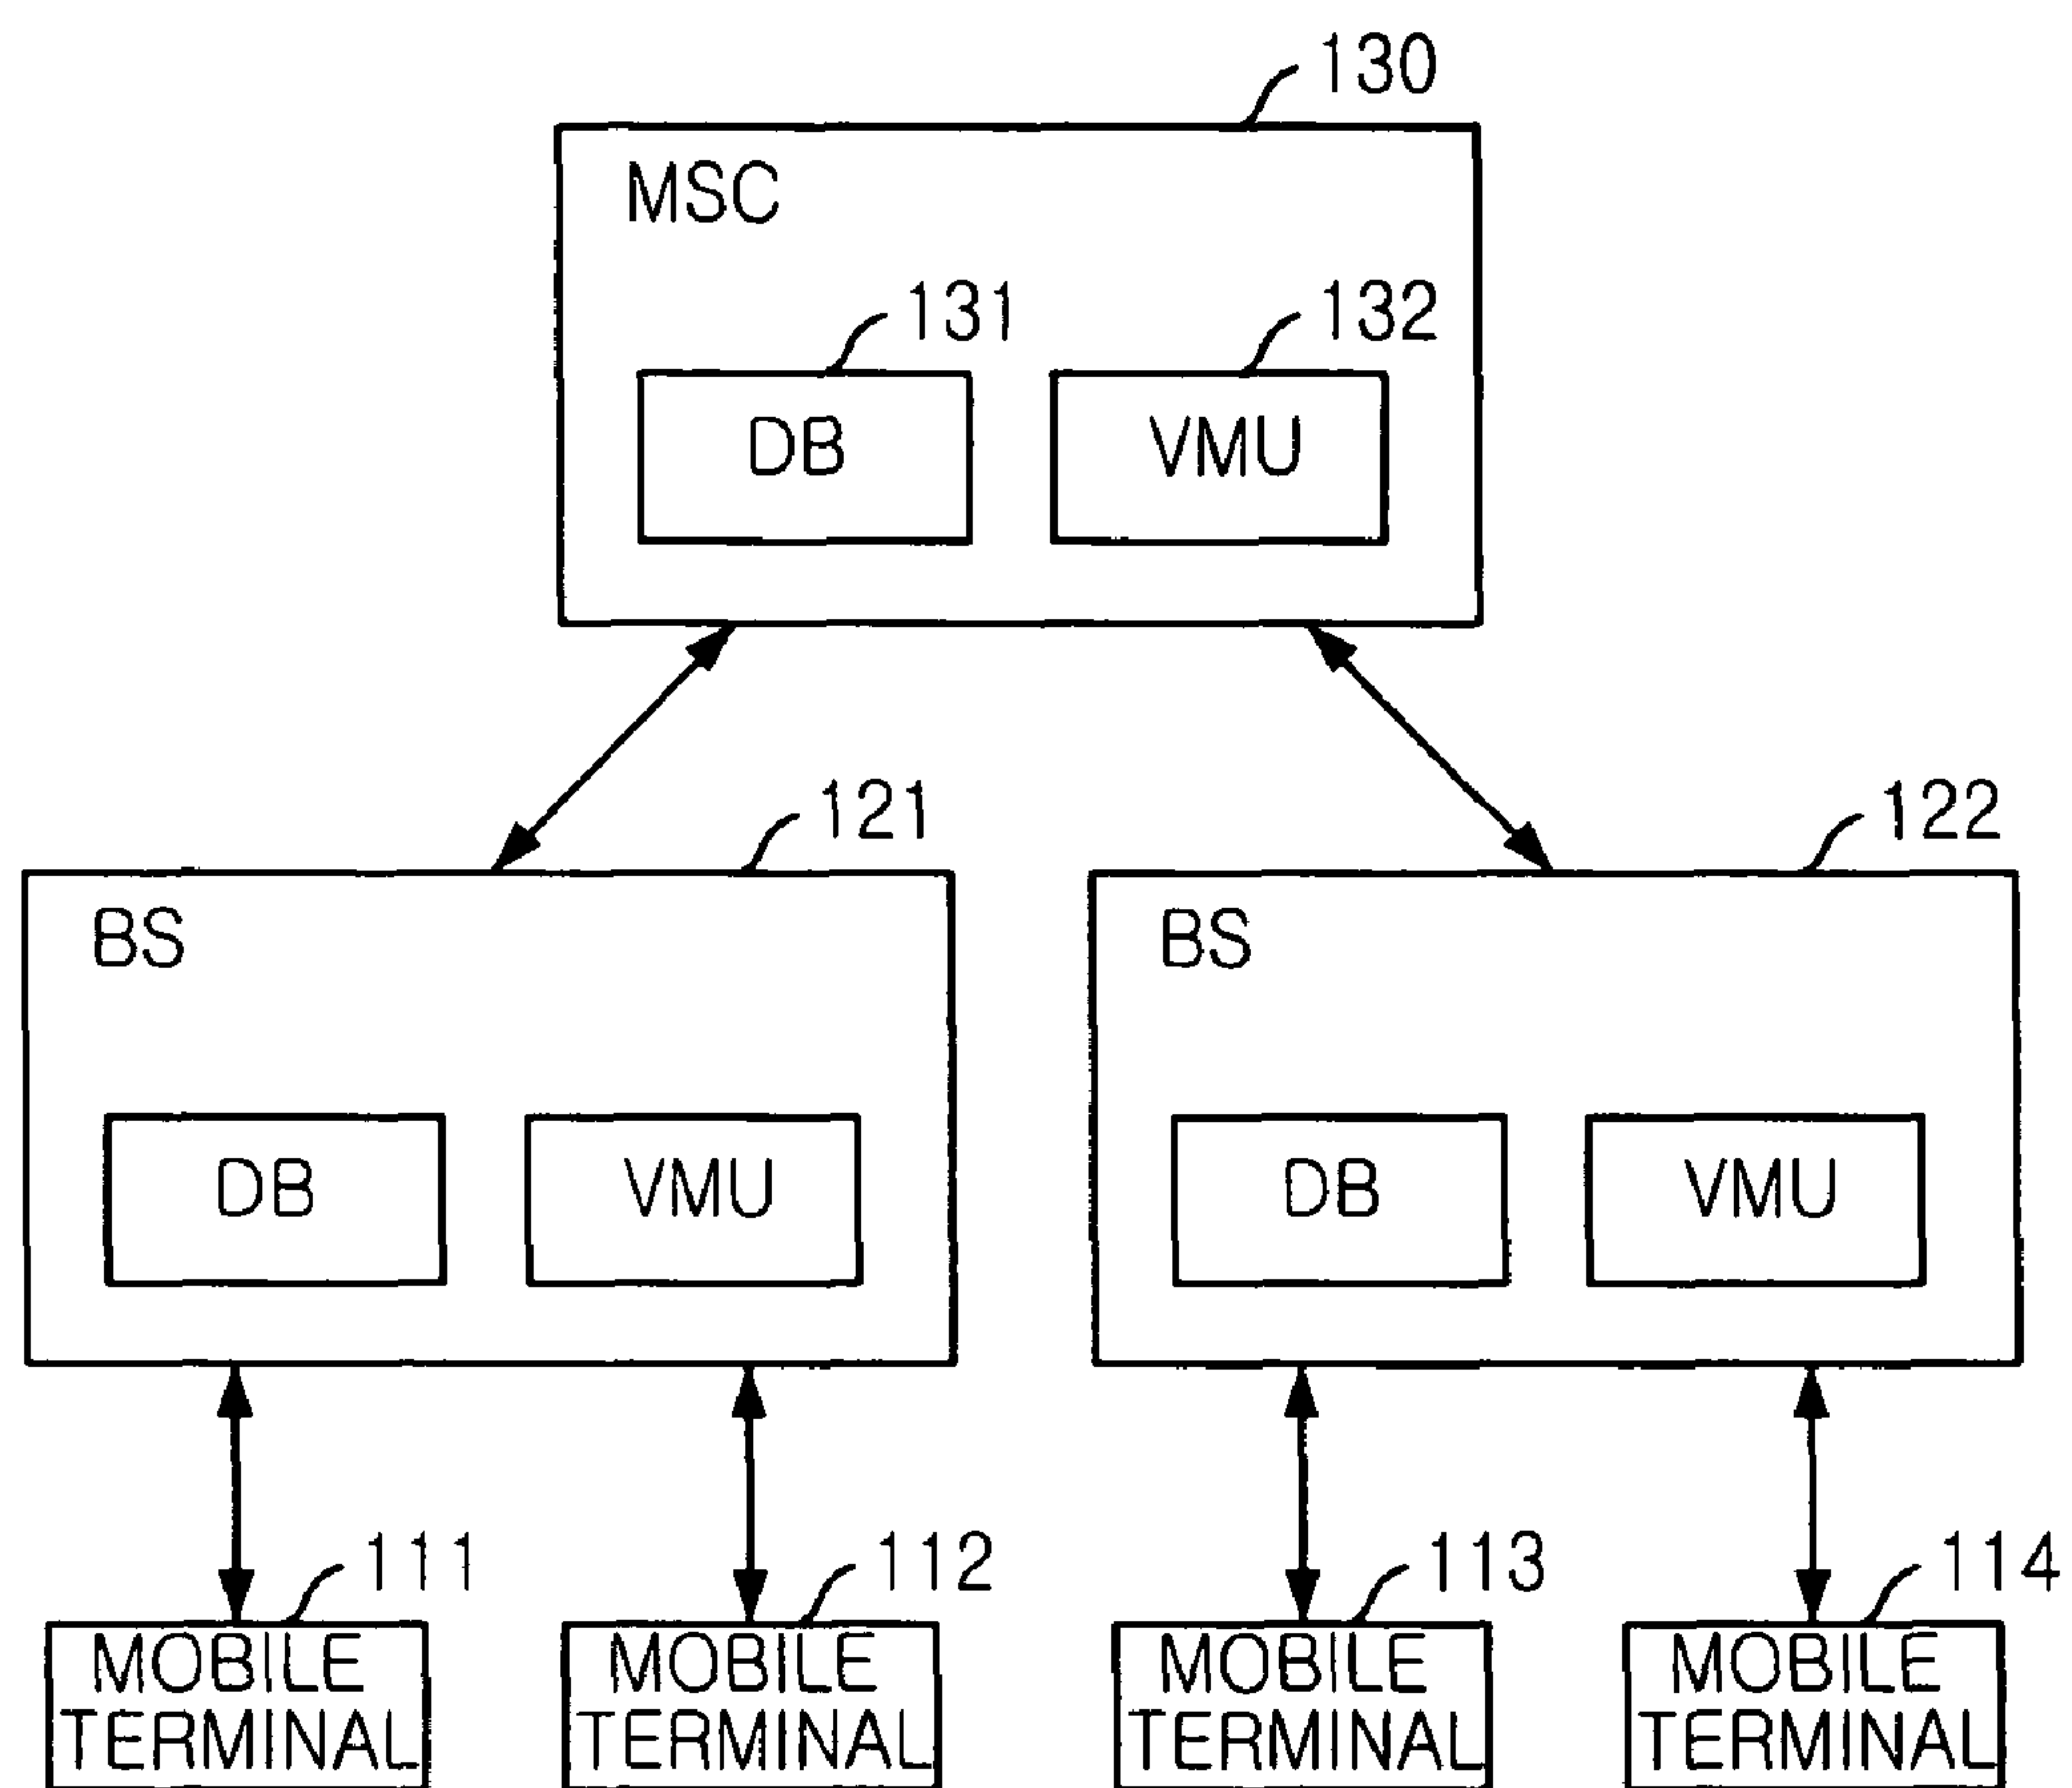 130
MSC
131
132
DB
VMU
121
122
BS
BS
DB
VMU
DB
VMU
111
112
113
114
MOBILE
TERMINAL
MOBILE
TERMINAL
MOBILE
TERMINAL
MOBILE
TERMINAL